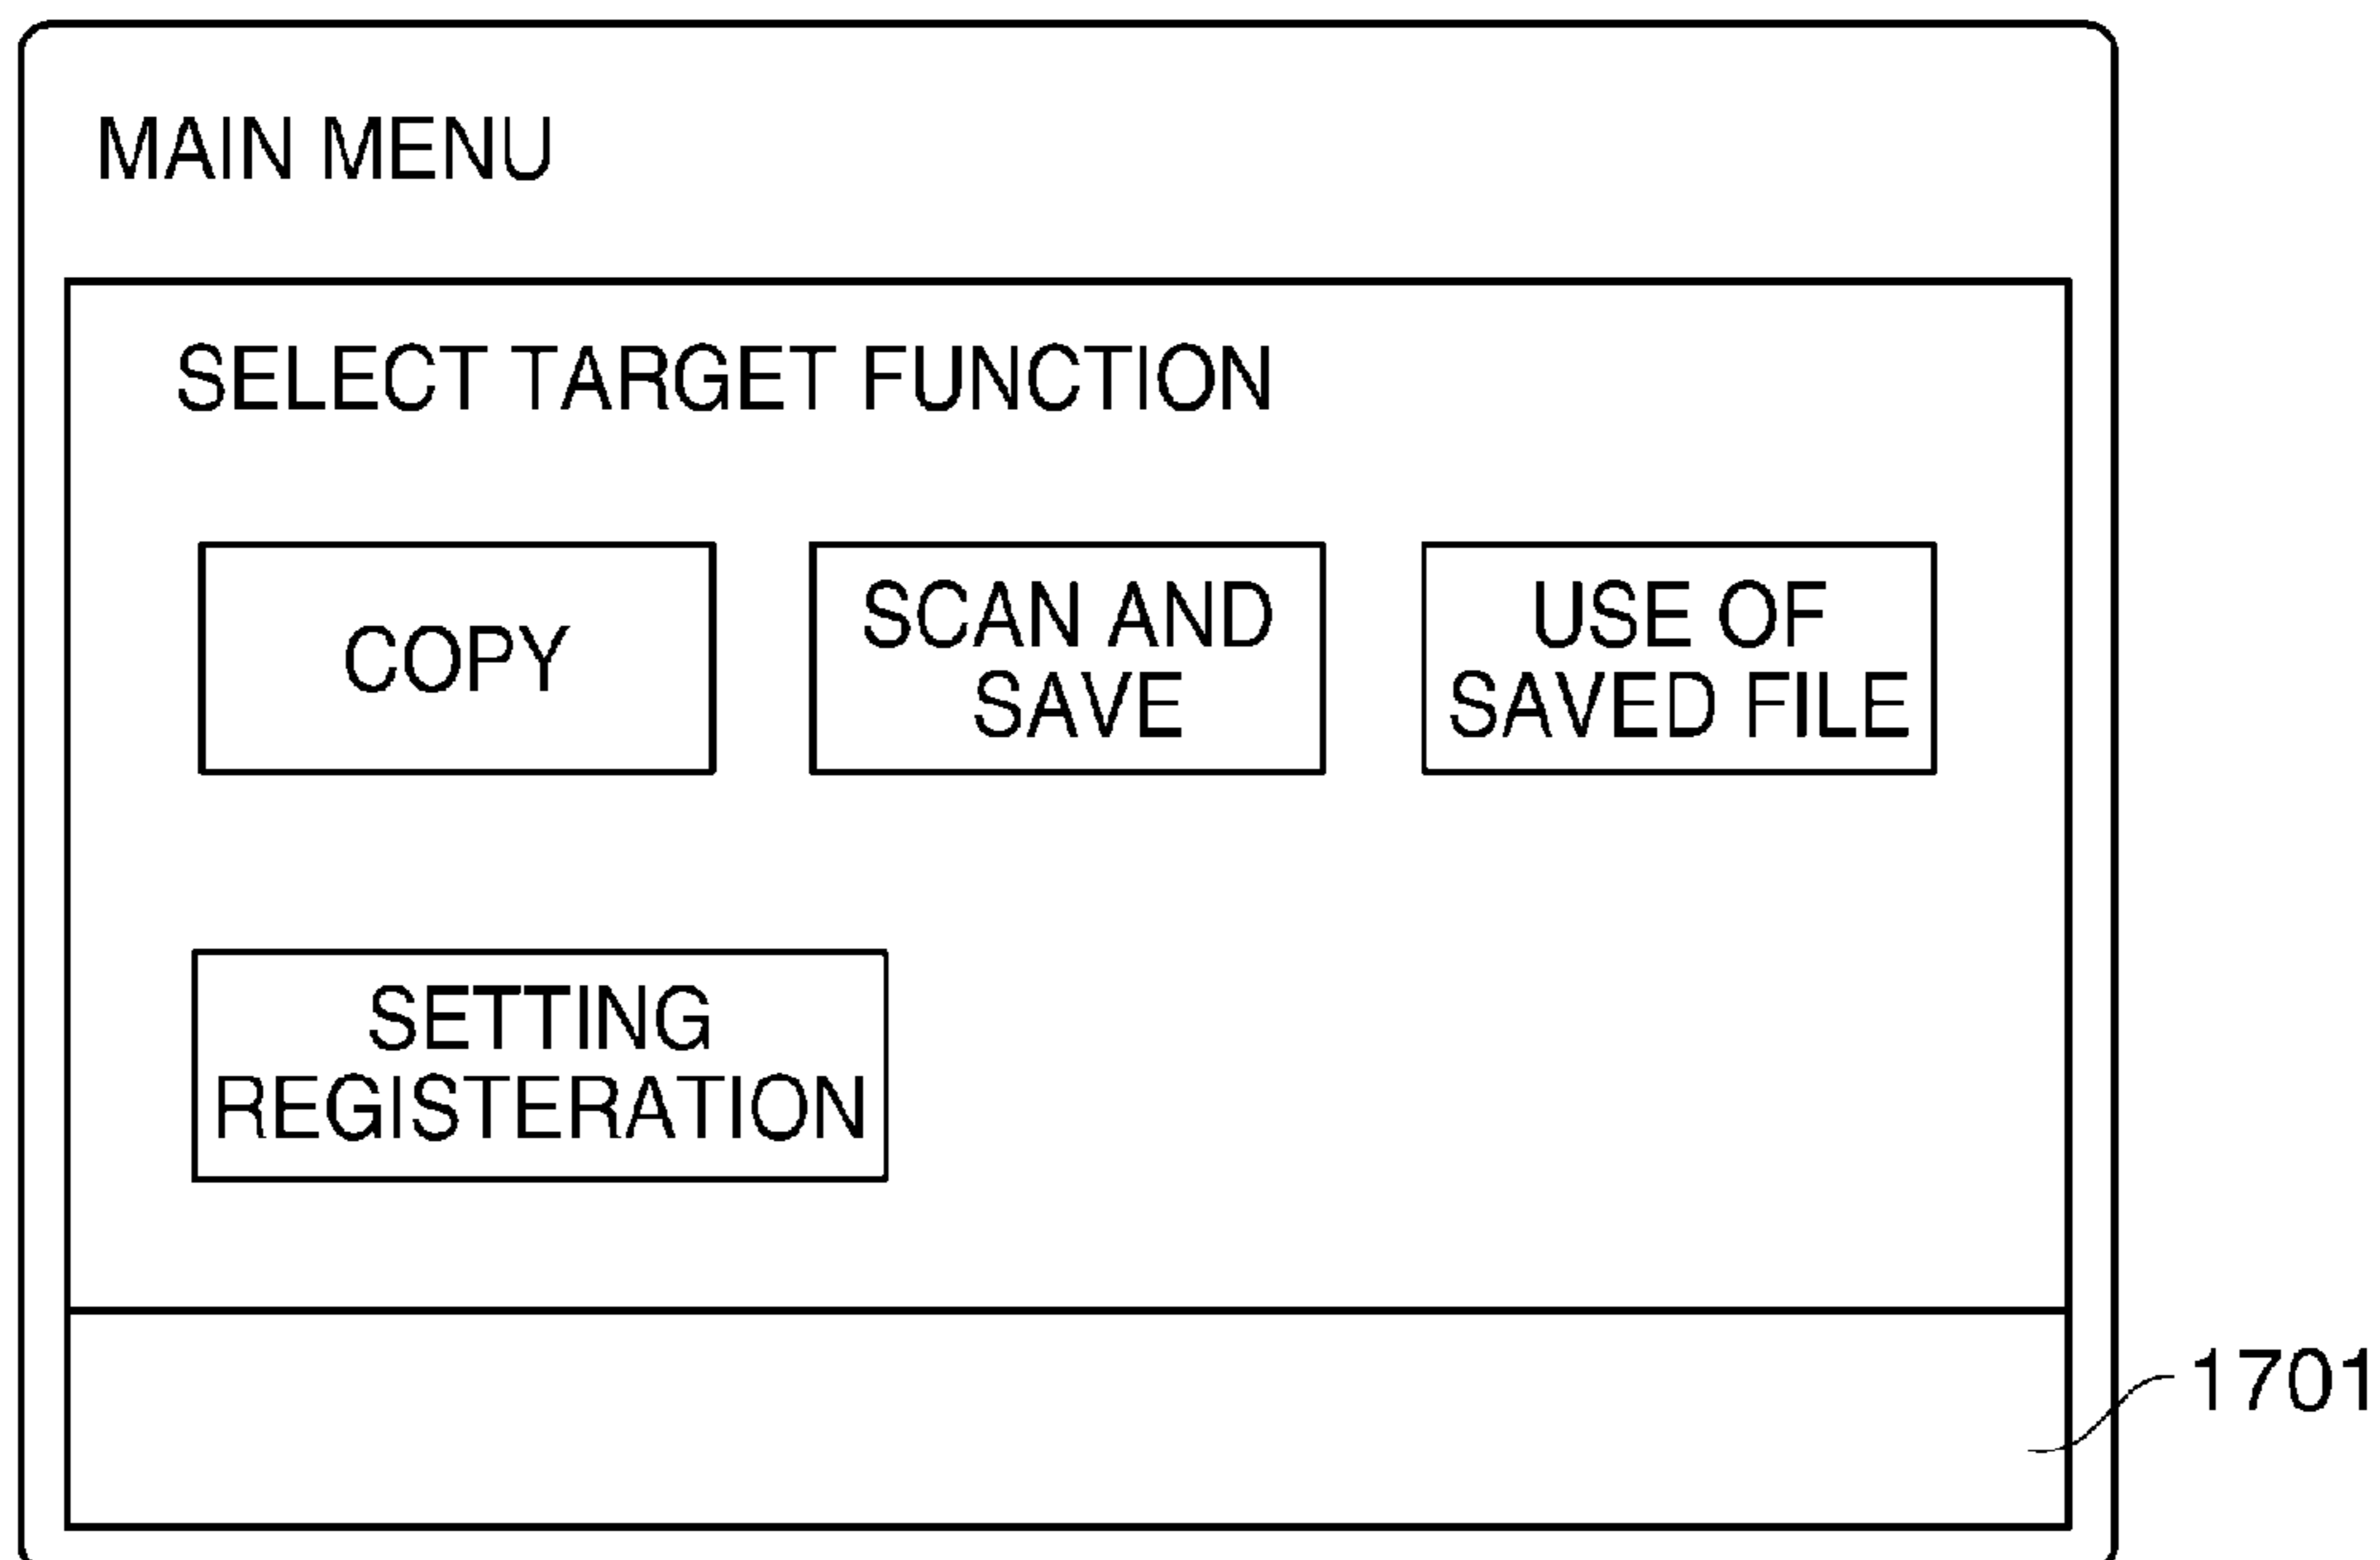 MAIN MENU
SELECT TARGET FUNCTION
COPY
SCAN AND
SAVE
USE OF
SAVED FILE
SETTING
REGISTERATION
1701